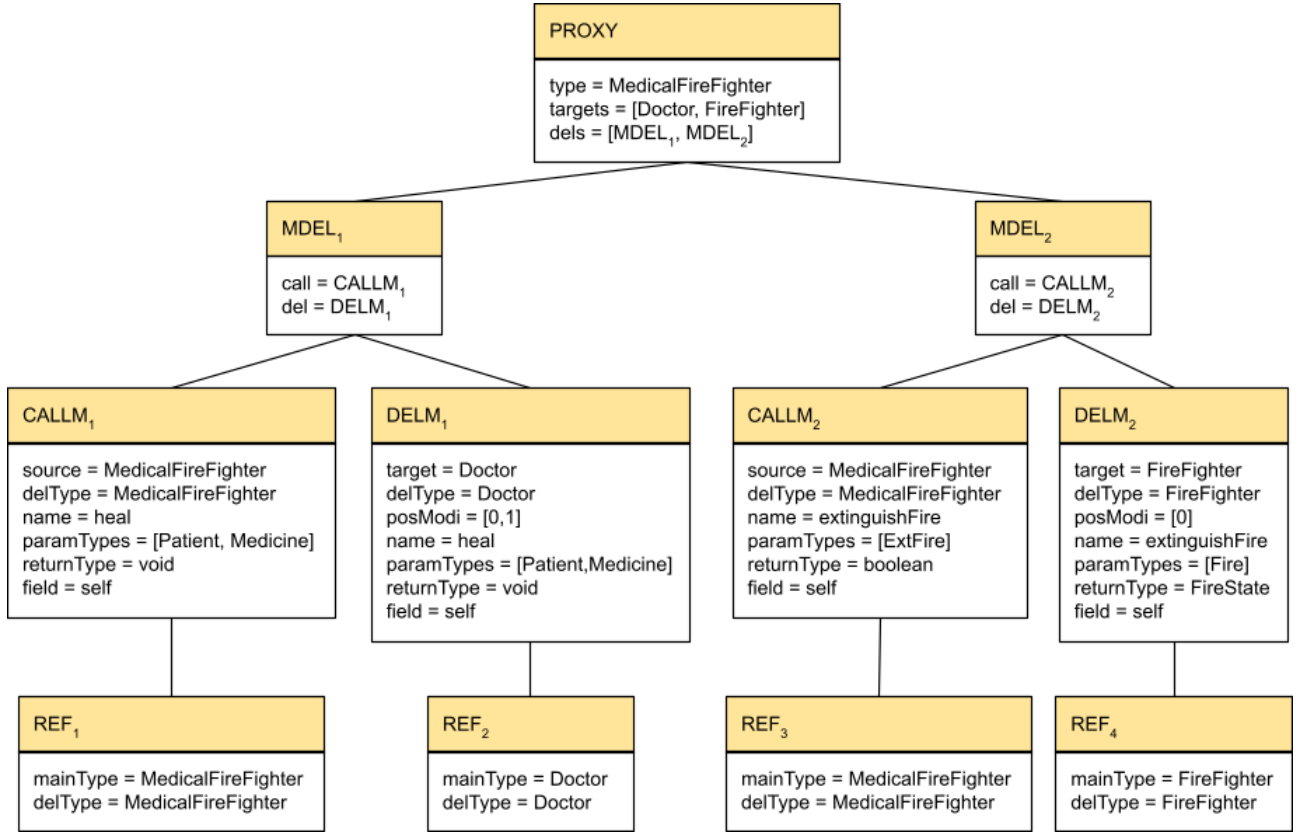 PROXY
type = MedicalFireFighter
targets = [Doctor, FireFighter]
dels = [MDEL₁, MDEL₂]
MDEL₁
call = CALLM₁
del = DELM₁
MDEL₂
call = CALLM₂
del = DELM₂
CALLM₁
source = MedicalFireFighter
delType = MedicalFireFighter
name = heal
paramTypes = [Patient, Medicine]
returnType = void
field = self
DELM₁
target = Doctor
delType = Doctor
posModi = [0,1]
name = heal
paramTypes = [Patient,Medicine]
returnType = void
field = self
CALLM₂
source = MedicalFireFighter
delType = MedicalFireFighter
name = extinguishFire
paramTypes = [ExtFire]
returnType = boolean
field = self
DELM₂
target = FireFighter
delType = FireFighter
posModi = [0]
name = extinguishFire
paramTypes = [Fire]
returnType = FireState
field = self
REF₁
mainType = MedicalFireFighter
delType = MedicalFireFighter
REF₂
mainType = Doctor
delType = Doctor
REF₃
mainType = MedicalFireFighter
delType = MedicalFireFighter
REF₄
mainType = FireFighter
delType = FireFighter